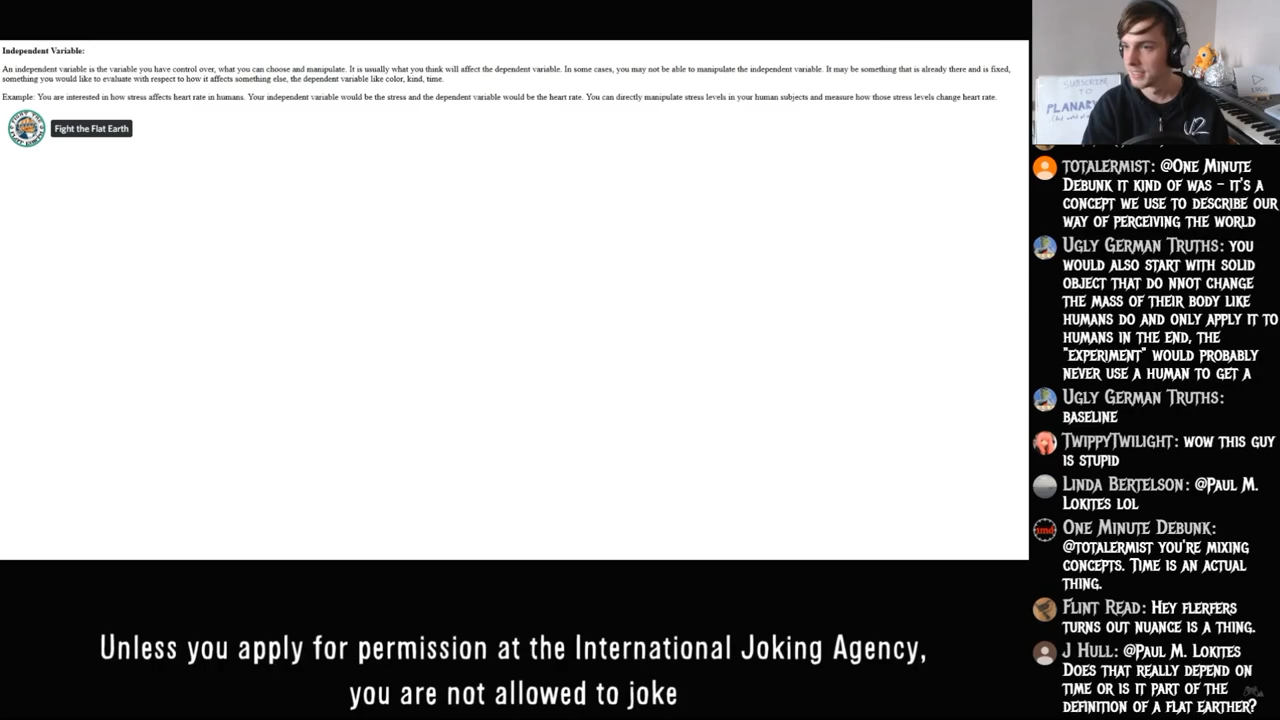 Independent Variable:
An independent variable is the variable you have control over, what you can choose and manipulate. It is usually what you think will affect the dependent variable. In some cases, you may not be able to manipulate the independent variable. It may be something that is already there and is fixed,
something you would like to evaluate with respect to how it affects something else, the dependent variable like color, kind, time.
Example: You are interested in how stress affects heart rate in humans. Your independent variable would be the stress and the dependent variable would be the heart rate. You can directly manipulate stress levels in your human subjects and measure how those stress levels change heart rate.
Fight the Flat Earth
Unless you apply for permission at the International Joking Agency,
you are not allowed to joke
SUBSCRIBE
TO
PLANAR
TOTALERMIST: @ONE MINUTE
DEBUNK IT KIND OF WAS - IT'S A
CONCEPT WE USE TO DESCRIBE OUR
WAY OF PERCEIVING THE WORLD
UGLY GERMAN TRUTHS: YOU
WOULD ALSO START WITH SOLID
OBJECT THAT DO NNOT CHANGE
THE MASS OF THEIR BODY LIKE
HUMANS DO AND ONLY APPLY IT TO
HUMANS IN THE END, THE
"EXPERIMENT" WOULD PROBABLY
NEVER USE A HUMAN TO GET A
UGLY GERMAN TRUTHS:
BASELINE
TWIPPYTWILIGHT: WOW THIS GUY
IS STUPID
LINDA BERTELSON: @PAUL M.
LOKITES LOL
1MD
ONE MINUTE DEBUNK:
@TOTALERMIST YOU'RE MIXING
CONCEPTS. TIME IS AN ACTUAL
THING.
FLINT READ: HEY FLERFERS
TURNS OUT NUANCE IS A THING.
J HULL: @PAUL M. LOKITES
DOES THAT REALLY DEPEND ON
TIME OR IS IT PART OF THE
DEFINITION OF A FLAT EARTHER?